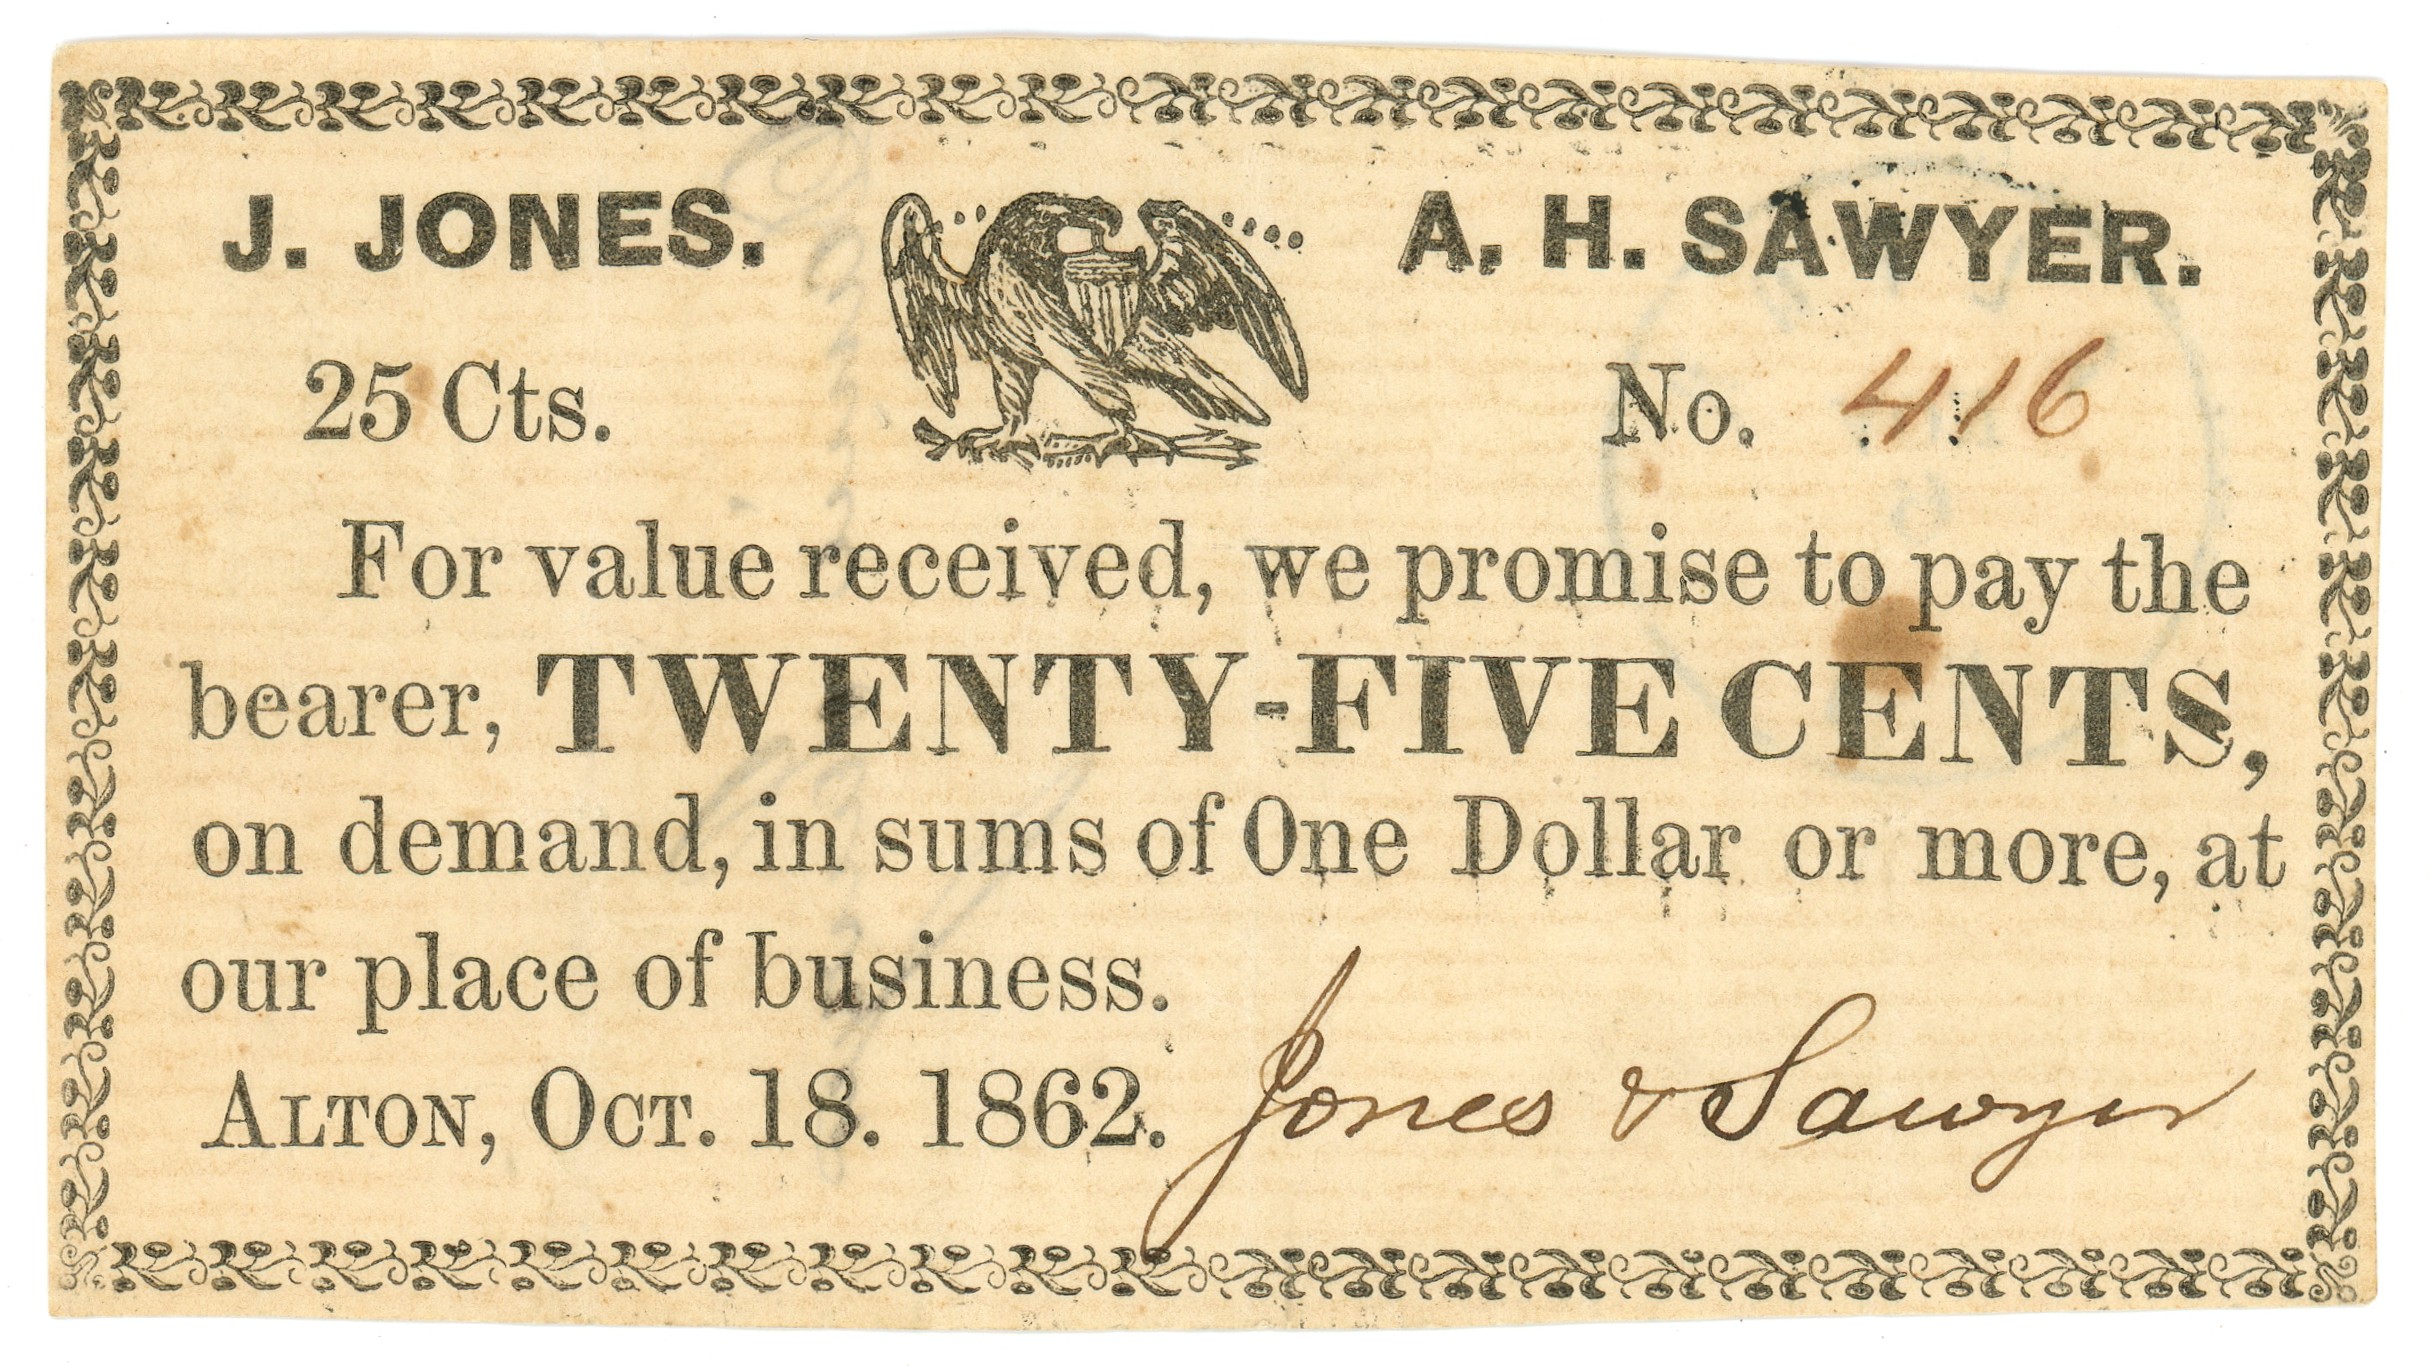 J. JONES. A. H. SAWYER.
25 Cts. No. 416
For value received, we promise to pay the
bearer, TWENTY-FIVE CENTS,
on demand, in sums of One Dollar or more, at
our place of business.
ALTON, OCT. 18. 1862. Jones & Sawyer